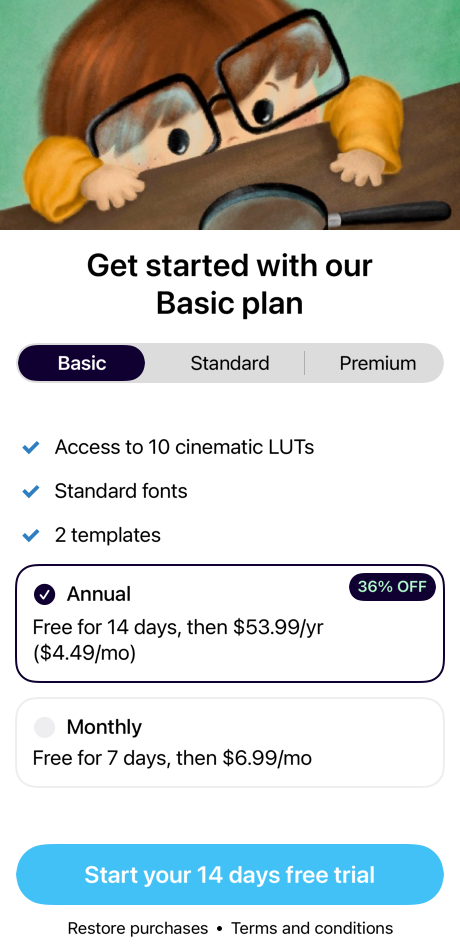 Get started with our
Basic plan
Basic
Standard
Premium
Access to 10 cinematic LUTs
Standard fonts
2 templates
Annual
36% OFF
Free for 14 days, then $53.99/yr
($4.49/mo)
Monthly
Free for 7 days, then $6.99/mo
Start your 14 days free trial
Restore purchases • Terms and conditions